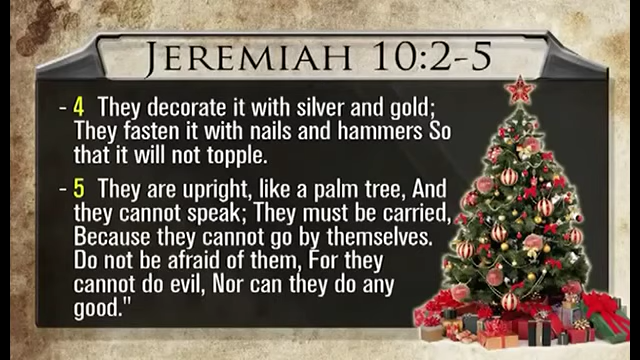 JEREMIAH 10:2-5
- 4 They decorate it with silver and gold;
They fasten it with nails and hammers So
that it will not topple.
- 5 They are upright, like a palm tree, And
they cannot speak; They must be carried,
Because they cannot go by themselves.
Do not be afraid of them, For they
cannot do evil, Nor can they do any
good."